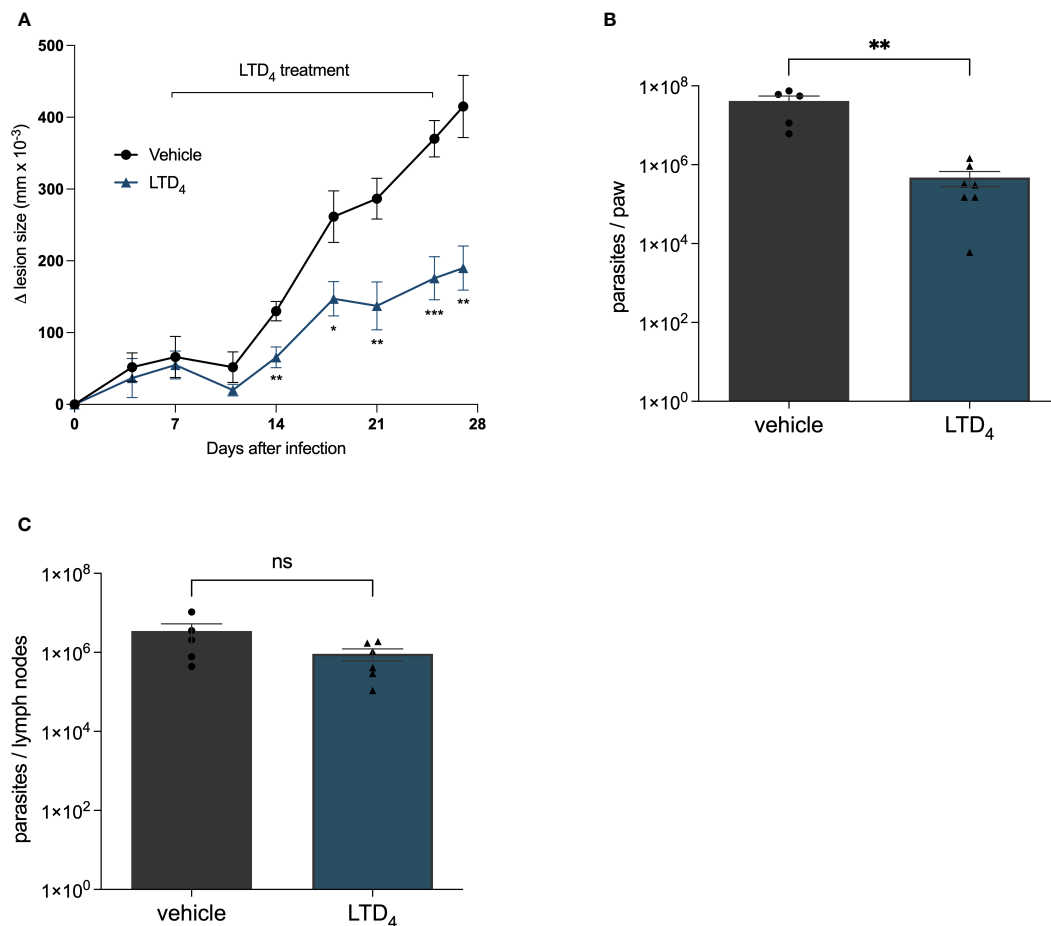 A
500
400
300
200
100
0
Δ lesion size (mm x 10⁻³)
LTD₄ treatment
Vehicle
LTD₄
**
*
**
***
**
0 7 14 21 28
Days after infection
B
**
1×10⁸
1×10⁶
1×10⁴
1×10²
1×10⁰
parasites / paw
vehicle LTD₄
C
ns
1×10⁸
1×10⁶
1×10⁴
1×10²
1×10⁰
parasites / lymph nodes
vehicle LTD₄